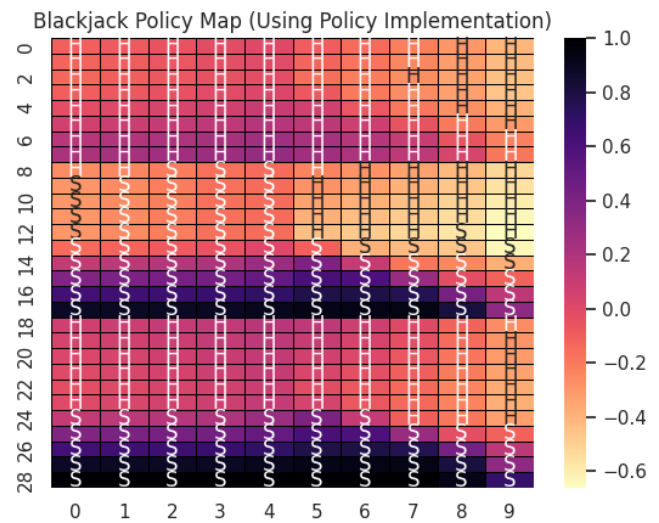 Blackjack Policy Map (Using Policy Implementation)
0 H H H H H H H H H H
H H H H H H H H H H
2 H H H H H H H H H H
H H H H H H H H H H
4 H H H H H H H H H H
H H H H H H H H H H
6 H H H H H H H H H H
H H H H H H H H H H
8 H H S S S H H H H H
S S S S S H H H H H
10 S S S S S H H H H H
S S S S S H H H H H
12 S S S S S H H H S H
S S S S S S S S S S
14 S S S S S S S S S S
S S S S S S S S S S
16 S S S S S S S S S S
S S S S S S S S S S
18 H H H H H H H H H H
H H H H H H H H H H
20 H H H H H H H H H H
H H H H H H H H H H
22 H H H H H H H H H H
H H H H H H H H H H
24 S S S S S S S H H H
S S S S S S S S S S
26 S S S S S S S S S S
S S S S S S S S S S
28 S S S S S S S S S S
0 1 2 3 4 5 6 7 8 9
1.0
0.8
0.6
0.4
0.2
0.0
−0.2
−0.4
−0.6